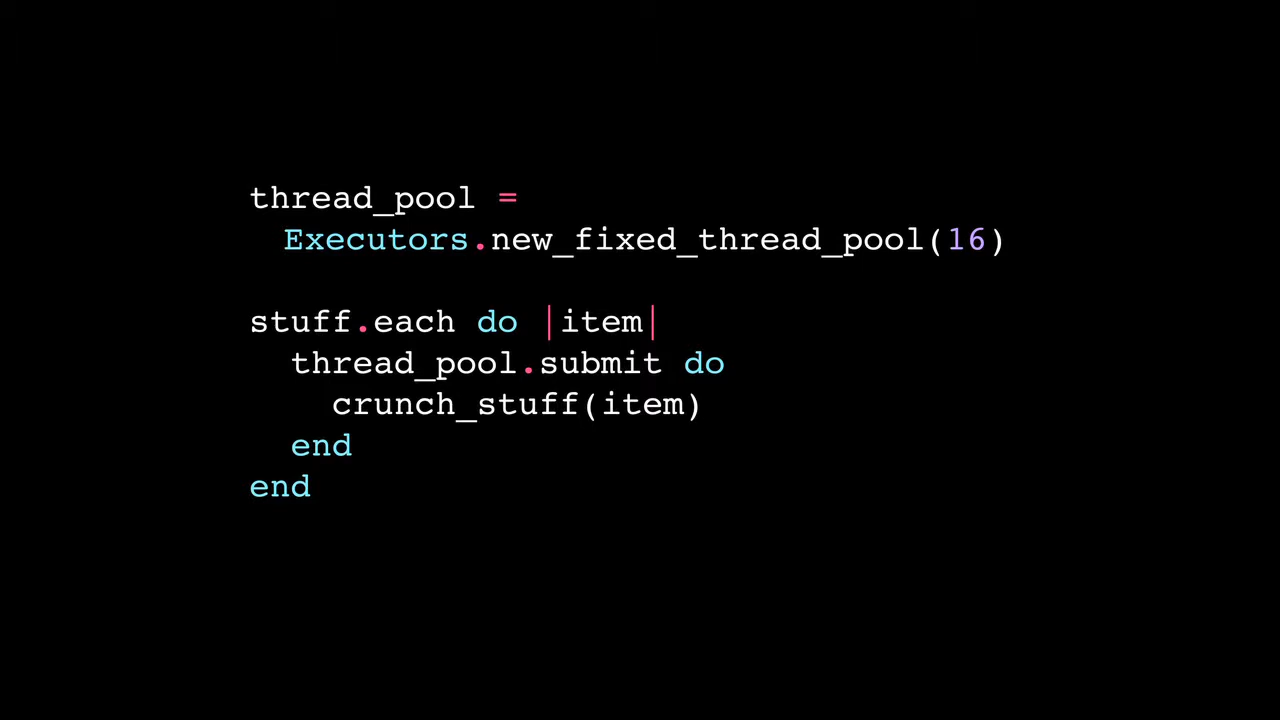 thread_pool =
  Executors.new_fixed_thread_pool(16)

stuff.each do |item|
  thread_pool.submit do
    crunch_stuff(item)
  end
end